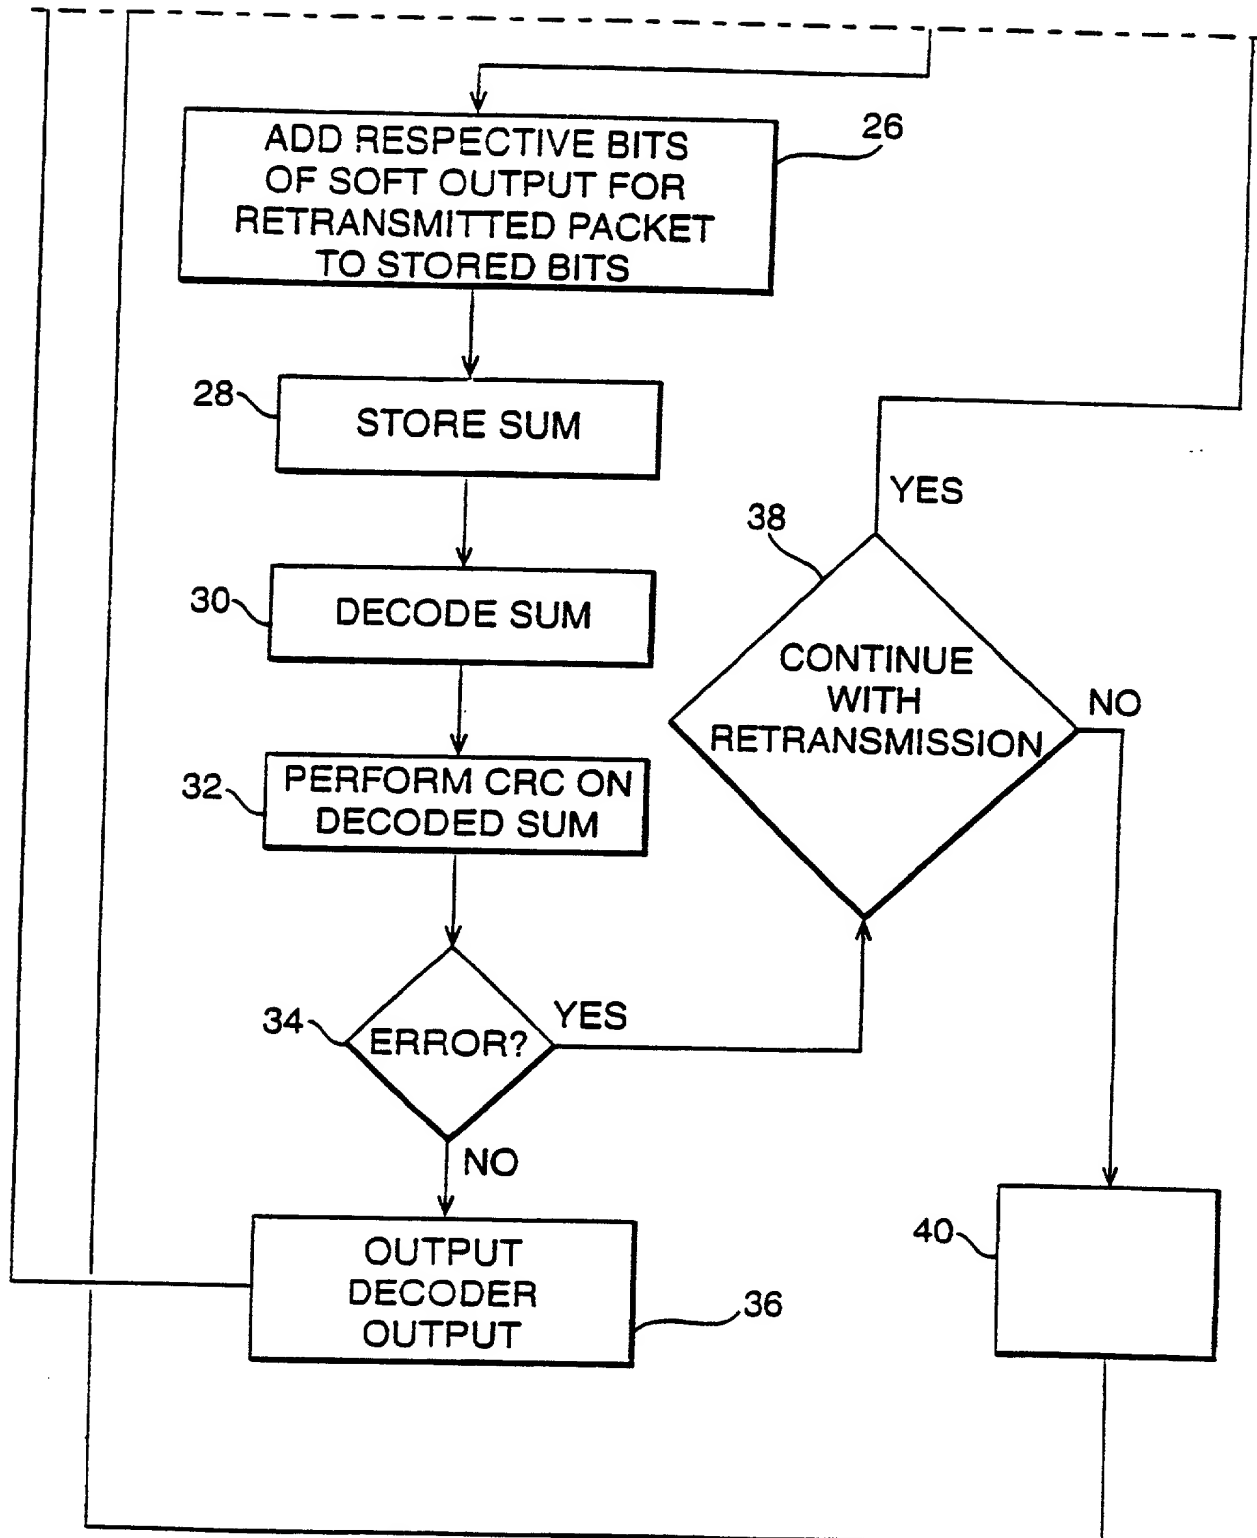 ADD RESPECTIVE BITS
OF SOFT OUTPUT FOR
RETRANSMITTED PACKET
TO STORED BITS
26
28
STORE SUM
30
DECODE SUM
32
PERFORM CRC ON
DECODED SUM
34
ERROR?
YES
NO
OUTPUT
DECODER
OUTPUT
36
38
YES
CONTINUE
WITH
RETRANSMISSION
NO
40